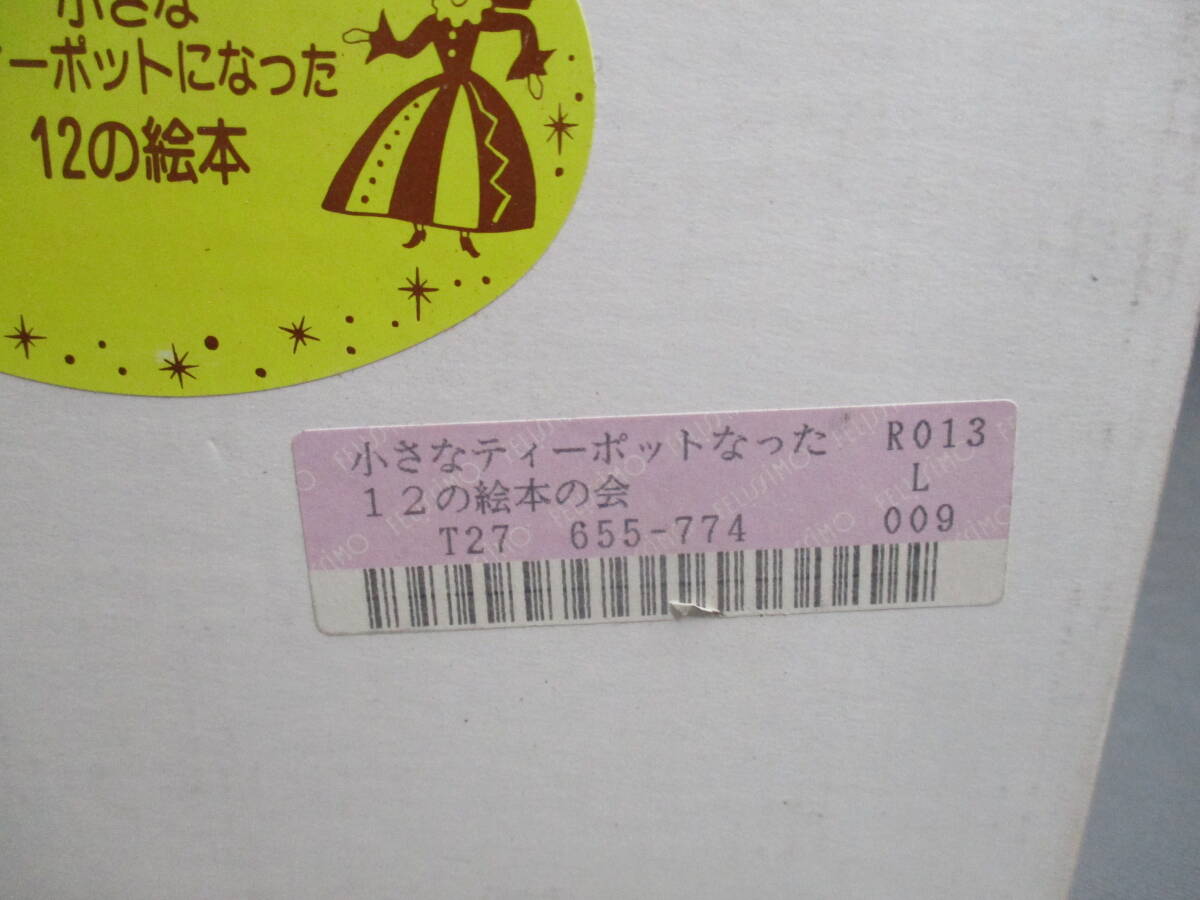 小さな
ィーポットになった
12の絵本
小さなティーポットなった R013
12の絵本の会 L
T27 655-774 009
FELISSIMO